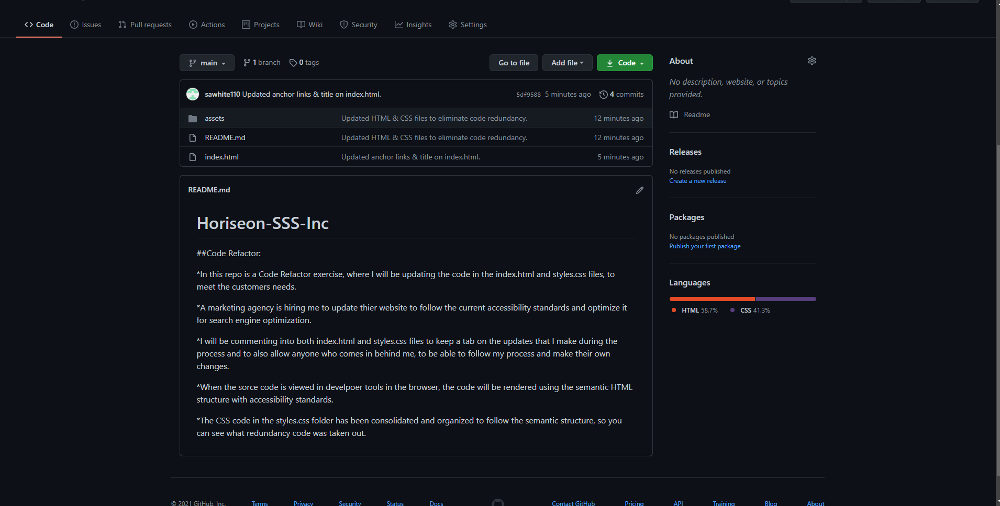 Code Issues Pull requests Actions Projects Wiki Security Insights Settings
main 1 branch 0 tags Go to file Add file Code
sawhite110 Updated anchor links & title on index.html. 5df9588 5 minutes ago 4 commits
assets Updated HTML & CSS files to eliminate code redundancy. 12 minutes ago
README.md Updated HTML & CSS files to eliminate code redundancy. 12 minutes ago
index.html Updated anchor links & title on index.html. 5 minutes ago
README.md
Horiseon-SSS-Inc
##Code Refactor:
*In this repo is a Code Refactor exercise, where I will be updating the code in the index.html and styles.css files, to
meet the customers needs.
*A marketing agency is hiring me to update thier website to follow the current accessibility standards and optimize it
for search engine optimization.
*I will be commenting into both index.html and styles.css files to keep a tab on the updates that I make during the
process and to also allow anyone who comes in behind me, to be able to follow my process and make their own
changes.
*When the sorce code is viewed in develpoer tools in the browser, the code will be rendered using the semantic HTML
structure with accessibility standards.
*The CSS code in the styles.css folder has been consolidated and organized to follow the semantic structure, so you
can see what redundancy code was taken out.
About
No description, website, or topics
provided.
Readme
Releases
No releases published
Create a new release
Packages
No packages published
Publish your first package
Languages
HTML 58.7% CSS 41.3%
© 2021 GitHub, Inc. Terms Privacy Security Status Docs Contact GitHub Pricing API Training Blog About